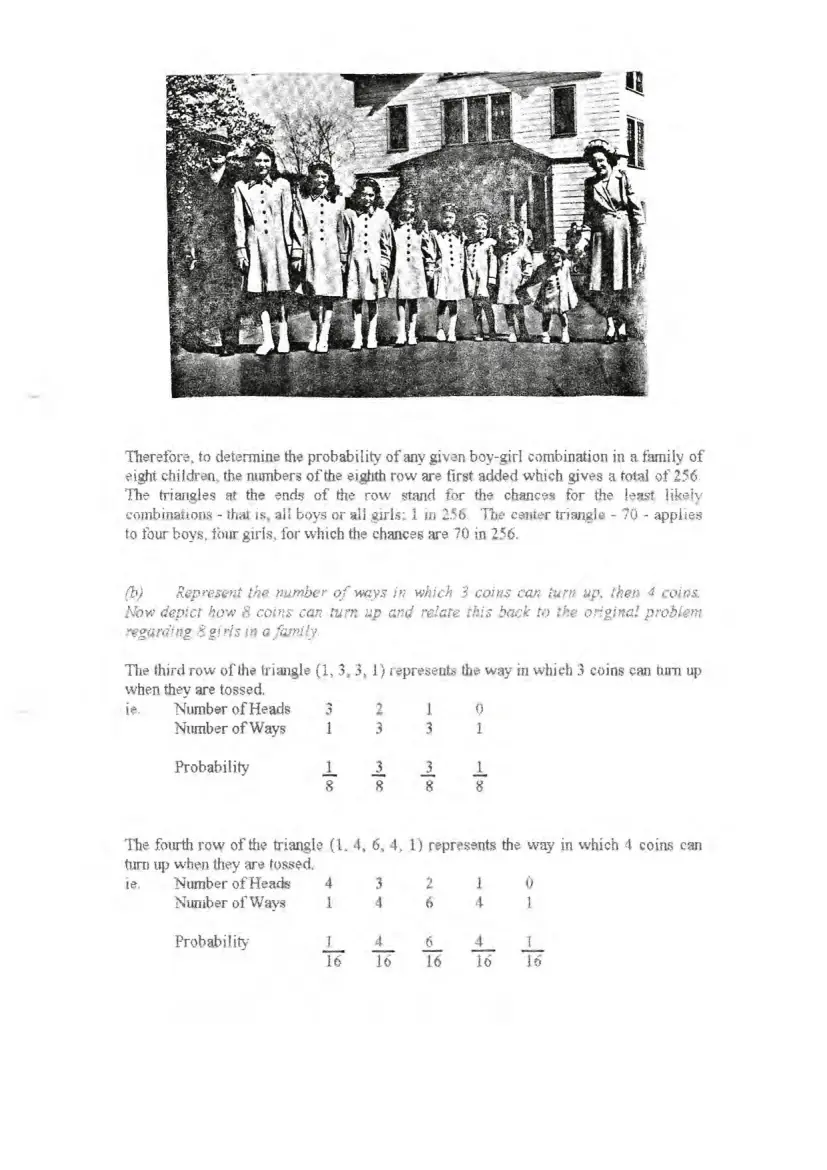 Therefore, to determine the probability of any given boy-girl combination in a family of
eight children, the numbers of the eighth row are first added which gives a total of 256.
The triangles at the ends of the row stand for the chances for the least likely
combinations - that is, all boys or all girls: 1 in 256. The center triangle - 70 - applies
to four boys, four girls, for which the chances are 70 in 256.
(b) Represent the number of ways in which 3 coins can turn up, then 4 coins.
Now depict how 8 coins can turn up and relate this back to the original problem
regarding 8 girls in a family.
The third row of the triangle (1, 3, 3, 1) represents the way in which 3 coins can turn up
when they are tossed.
ie. Number of Heads 3 2 1 0
Number of Ways 1 3 3 1
Probability 1 3 3 1
8 8 8 8
The fourth row of the triangle (1, 4, 6, 4, 1) represents the way in which 4 coins can
turn up when they are tossed.
ie. Number of Heads 4 3 2 1 0
Number of Ways 1 4 6 4 1
Probability 1 4 6 4 1
16 16 16 16 16